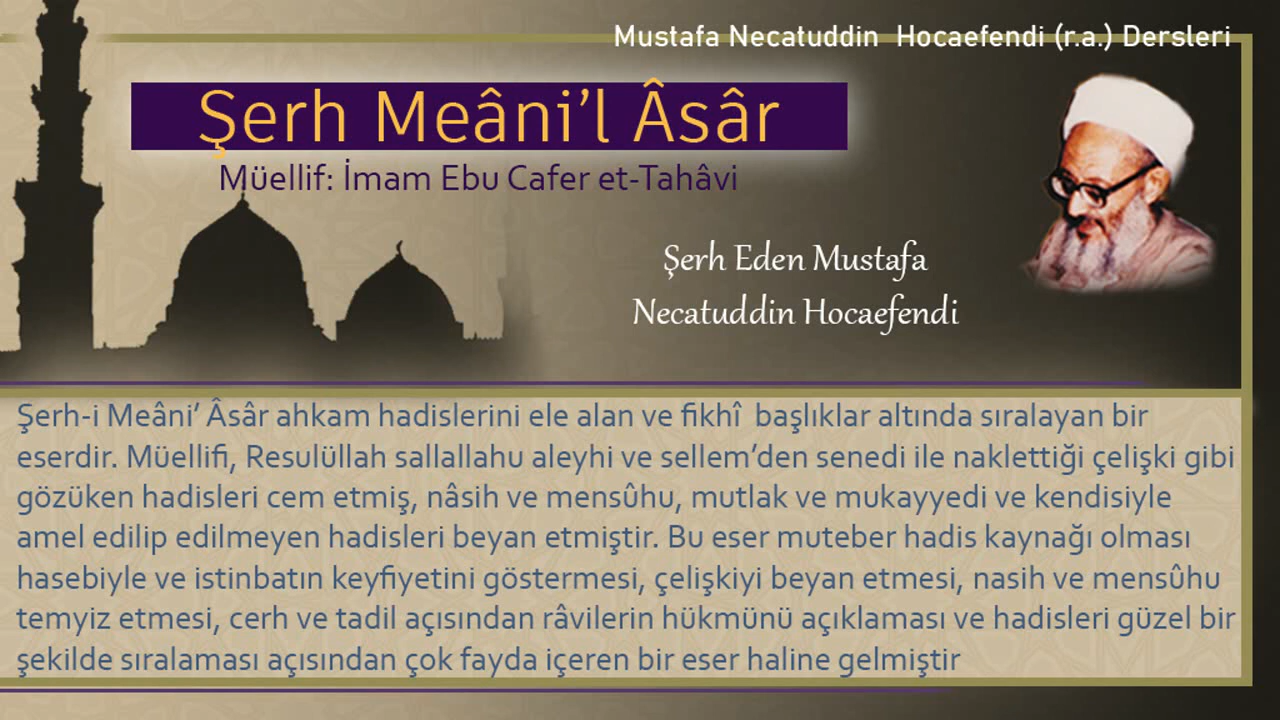 Mustafa Necatuddin Hocaefendi (r.a.) Dersleri
Şerh Meâni’l Âsâr
Müellif: İmam Ebu Cafer et-Tahâvi
Şerh Eden Mustafa
Necatuddin Hocaefendi
Şerh-i Meâni’ Âsâr ahkam hadislerini ele alan ve fikhî başlıklar altında sıralayan bir
eserdir. Müellifi, Resulüllah sallallahu aleyhi ve sellem’den senedi ile naklettiği çelişki gibi
gözüken hadisleri cem etmiş, nâsih ve mensûhu, mutlak ve mukayyedi ve kendisiyle
amel edilip edilmeyen hadisleri beyan etmiştir. Bu eser muteber hadis kaynağı olması
hasebiyle ve istinbatın keyfiyetini göstermesi, çelişkiyi beyan etmesi, nasih ve mensûhu
temyiz etmesi, cerh ve tadil açısından râvilerin hükmünü açıklaması ve hadisleri güzel bir
şekilde sıralaması açısından çok fayda içeren bir eser haline gelmiştir